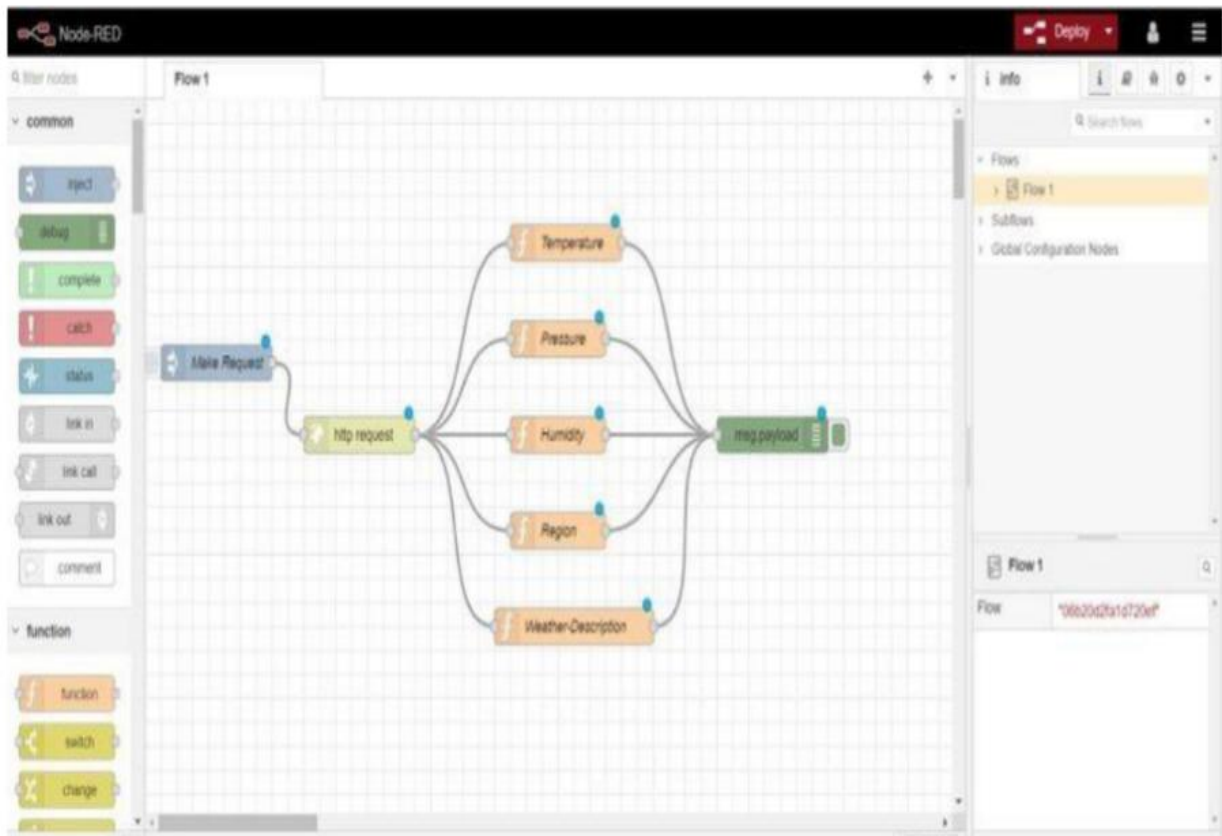 Node-RED
Deploy
filter nodes
Flow 1
i info
i
common
Search flows
inject
debug
complete
catch
status
link in
link call
link out
comment
function
function
switch
change
Make Request
http request
Temperature
Pressure
Humidity
Region
Weather-Description
msg.payload
Flows
Flow 1
Subflows
Global Configuration Nodes
Flow 1
Flow